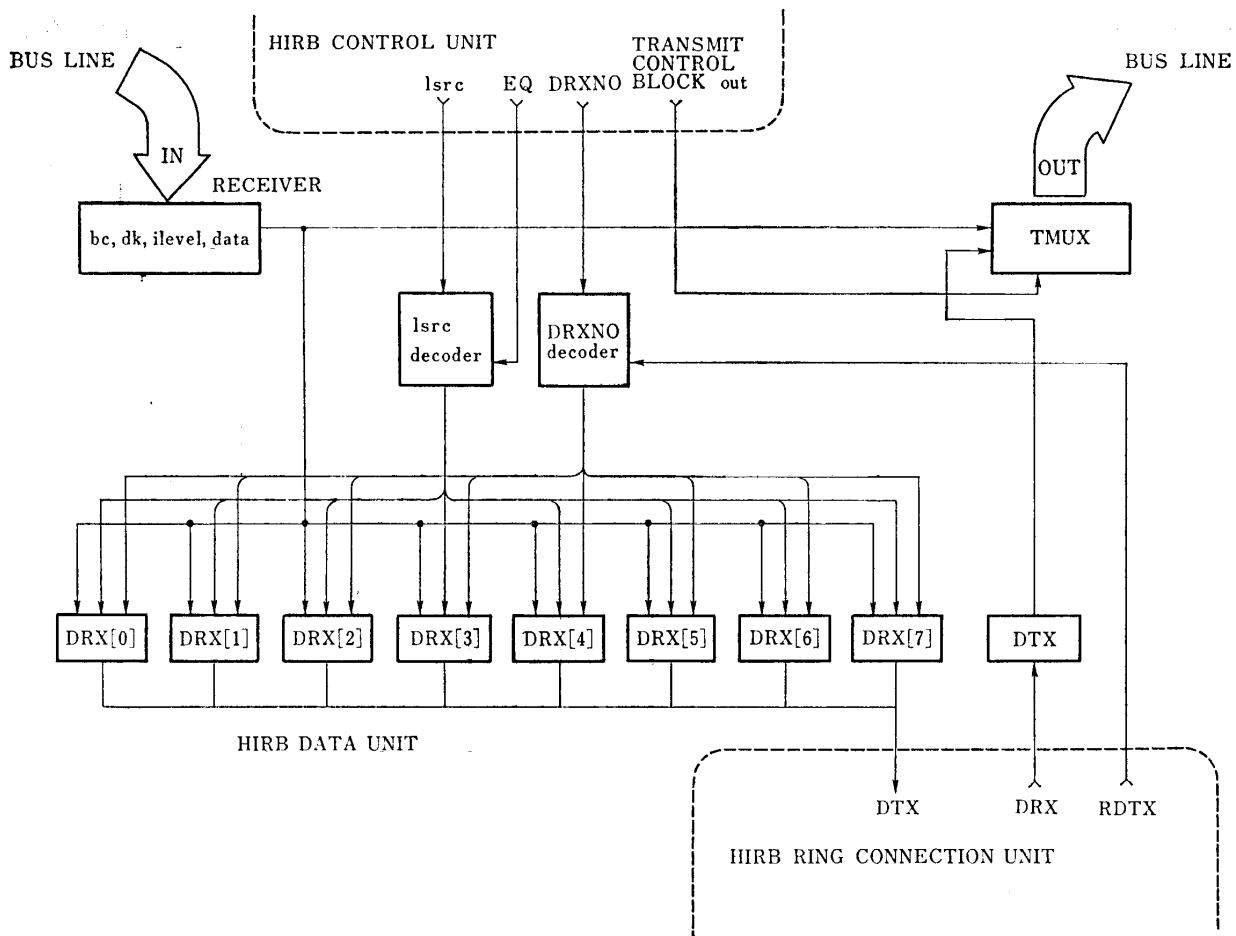 HIRB CONTROL UNIT
TRANSMIT
CONTROL
BLOCK out
lsrc
EQ
DRXNO
BUS LINE
BUS LINE
IN
OUT
RECEIVER
bc, dk, ilevel, data
TMUX
lsrc
decoder
DRXNO
decoder
DRX[0]
DRX[1]
DRX[2]
DRX[3]
DRX[4]
DRX[5]
DRX[6]
DRX[7]
DTX
HIRB DATA UNIT
DTX
DRX
RDTX
HIRB RING CONNECTION UNIT